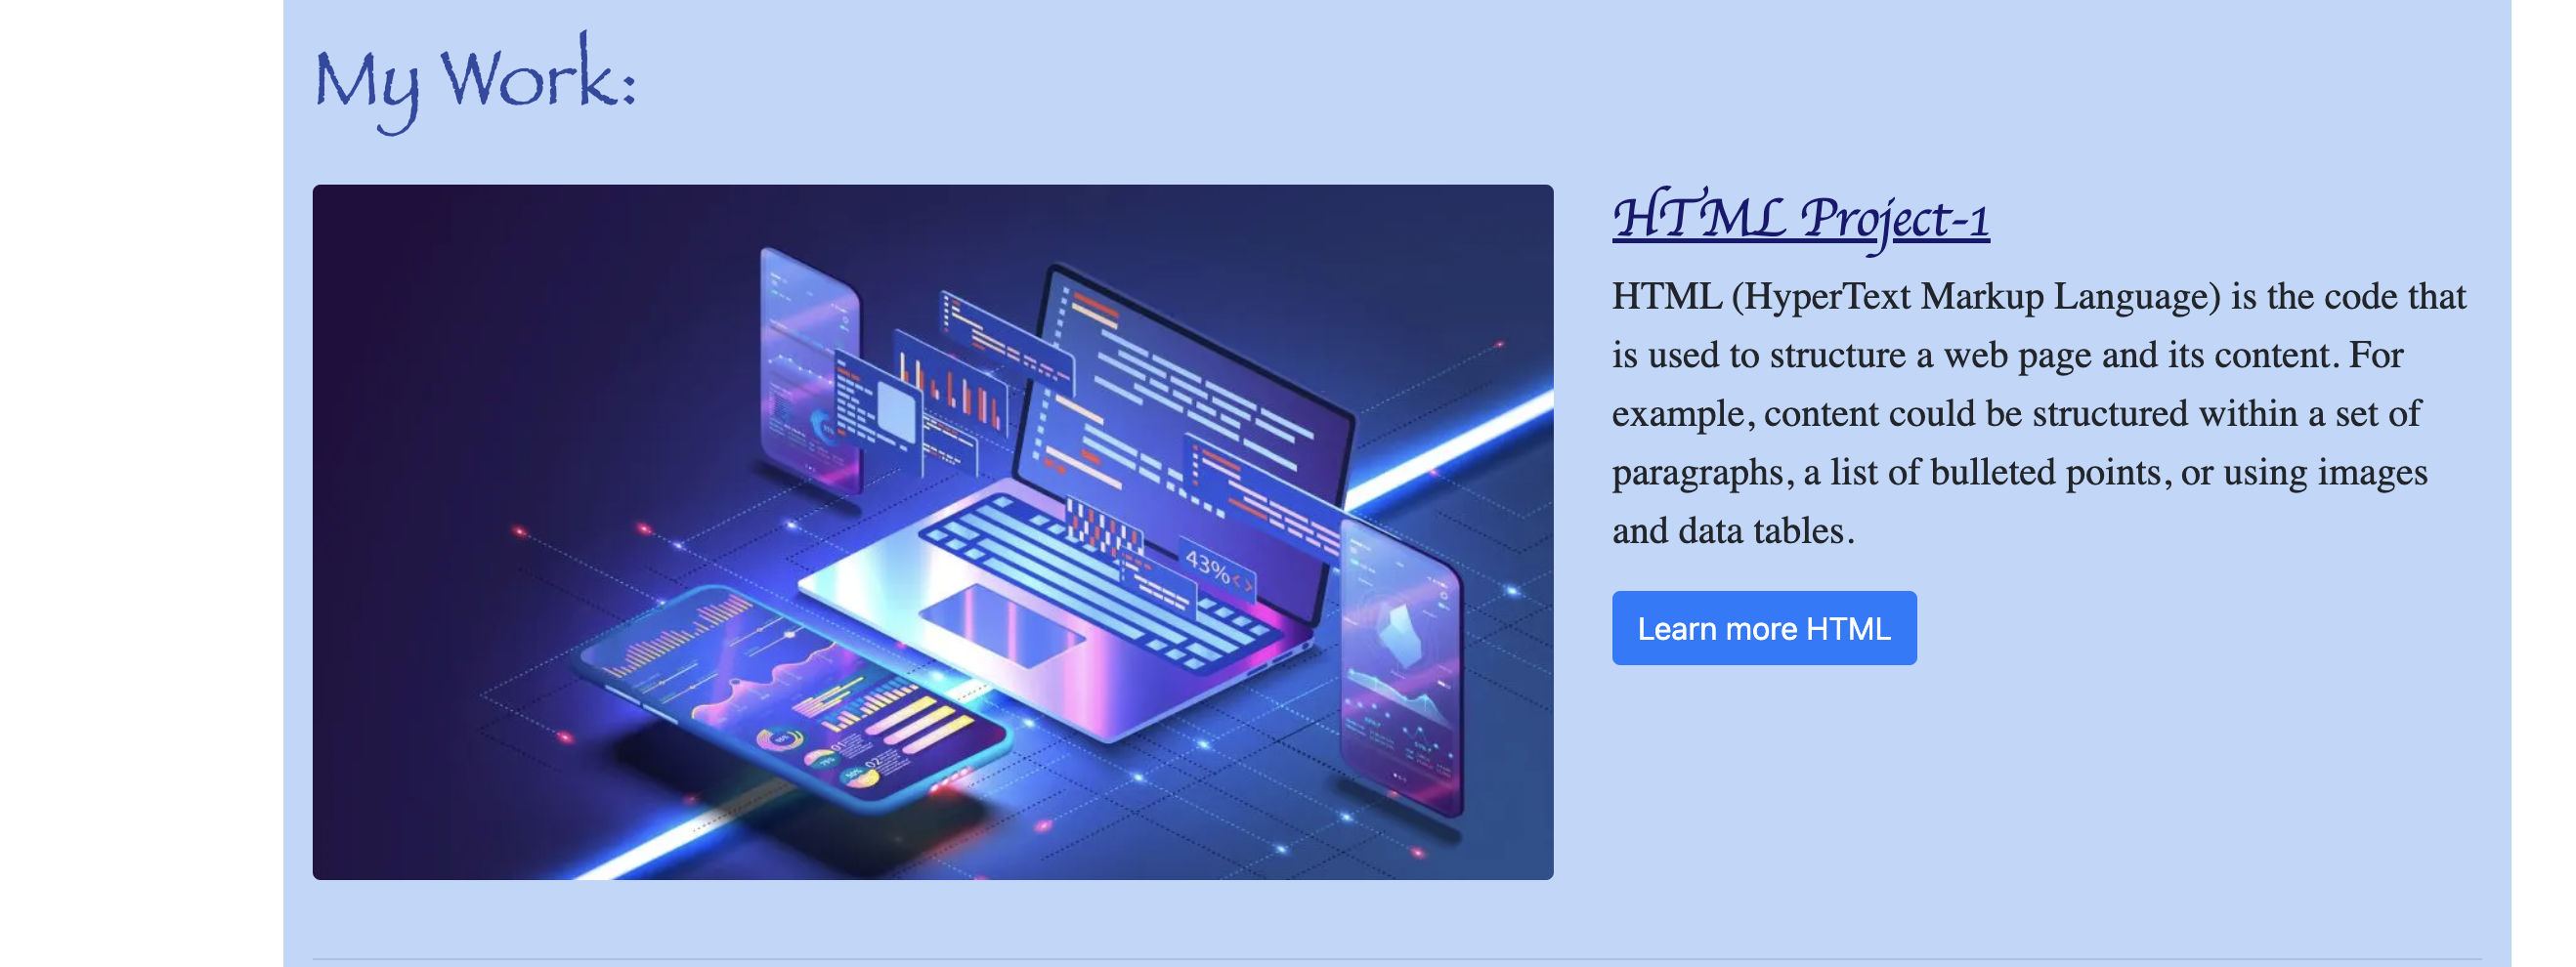 My Work:
HTML Project-1
HTML (HyperText Markup Language) is the code that
is used to structure a web page and its content. For
example, content could be structured within a set of
paragraphs, a list of bulleted points, or using images
and data tables.
Learn more HTML
43%<>
01
02